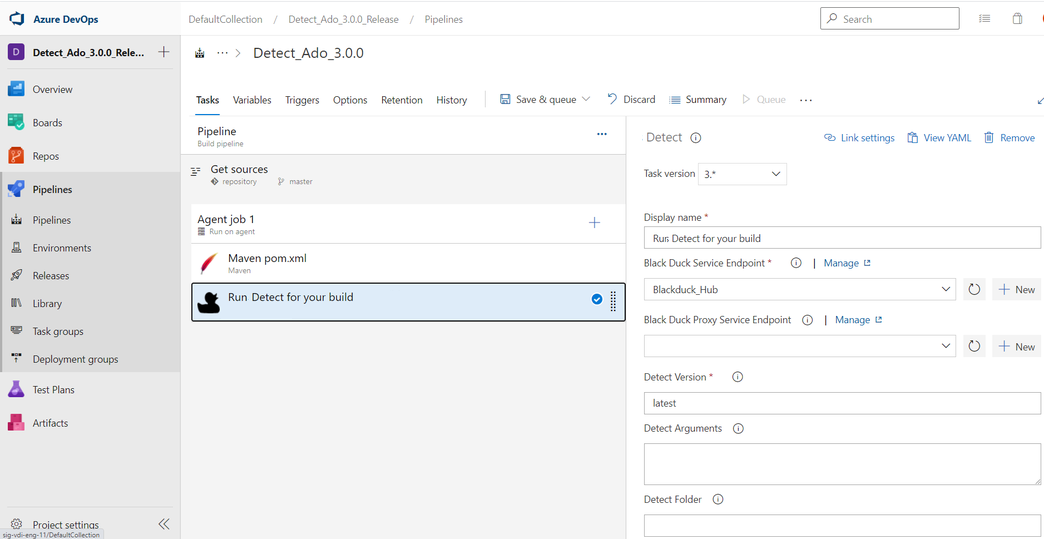 Azure DevOps
DefaultCollection / Detect_Ado_3.0.0_Release / Pipelines
Search
D Detect_Ado_3.0.0_Rele... +
Overview
Boards
Repos
Pipelines
Pipelines
Environments
Releases
Library
Task groups
Deployment groups
Test Plans
Artifacts
Project settings
sig-vdi-eng-11/DefaultCollection
... > Detect_Ado_3.0.0
Tasks Variables Triggers Options Retention History Save & queue Discard Summary Queue ...
Pipeline ...
Build pipeline
Get sources
repository master
Agent job 1 +
Run on agent
Maven pom.xml
Maven
Run Detect for your build
Detect Link settings View YAML Remove
Task version 3.*
Display name *
Run Detect for your build
Black Duck Service Endpoint * | Manage
Blackduck_Hub + New
Black Duck Proxy Service Endpoint | Manage
+ New
Detect Version *
latest
Detect Arguments
Detect Folder